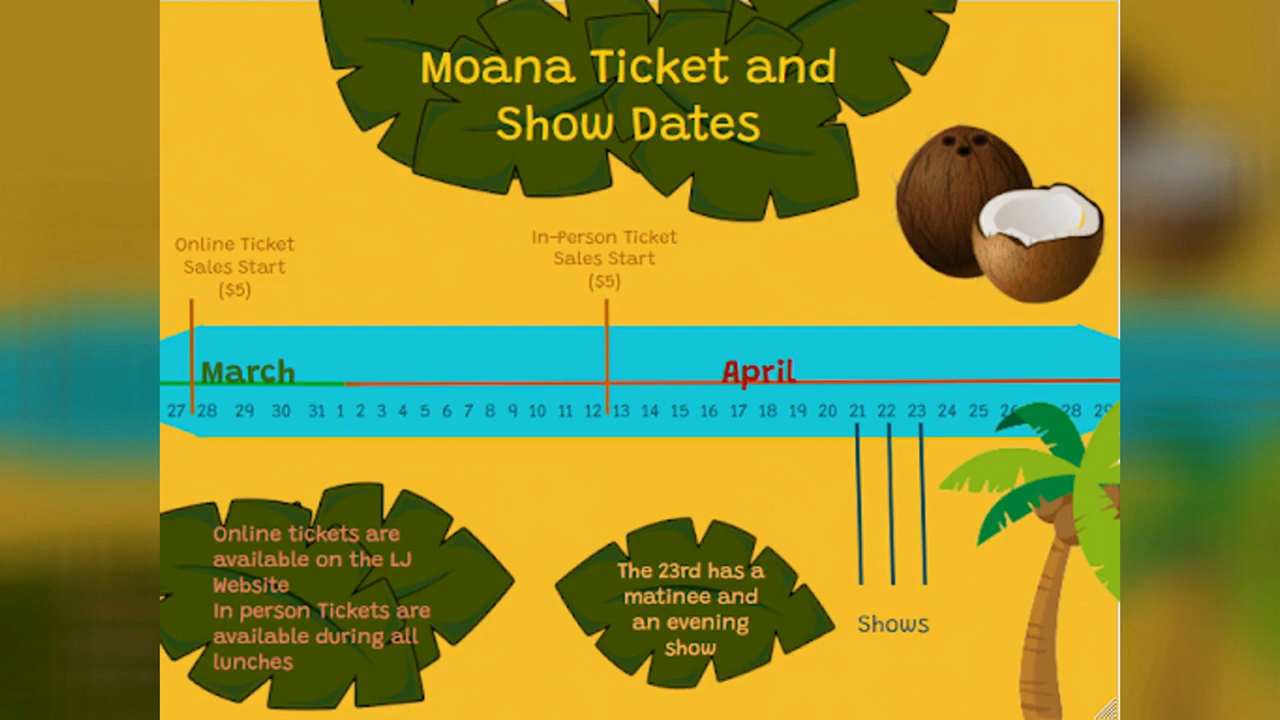 Moana Ticket and
Show Dates
Online Ticket
Sales Start
($5)
In-Person Ticket
Sales Start
($5)
March
April
27 28 29 30 31 1 2 3 4 5 6 7 8 9 10 11 12 13 14 15 16 17 18 19 20 21 22 23 24 25 26 28 29
Online tickets are
available on the LJ
Website
In person Tickets are
available during all
lunches
The 23rd has a
matinee and
an evening
show
Shows